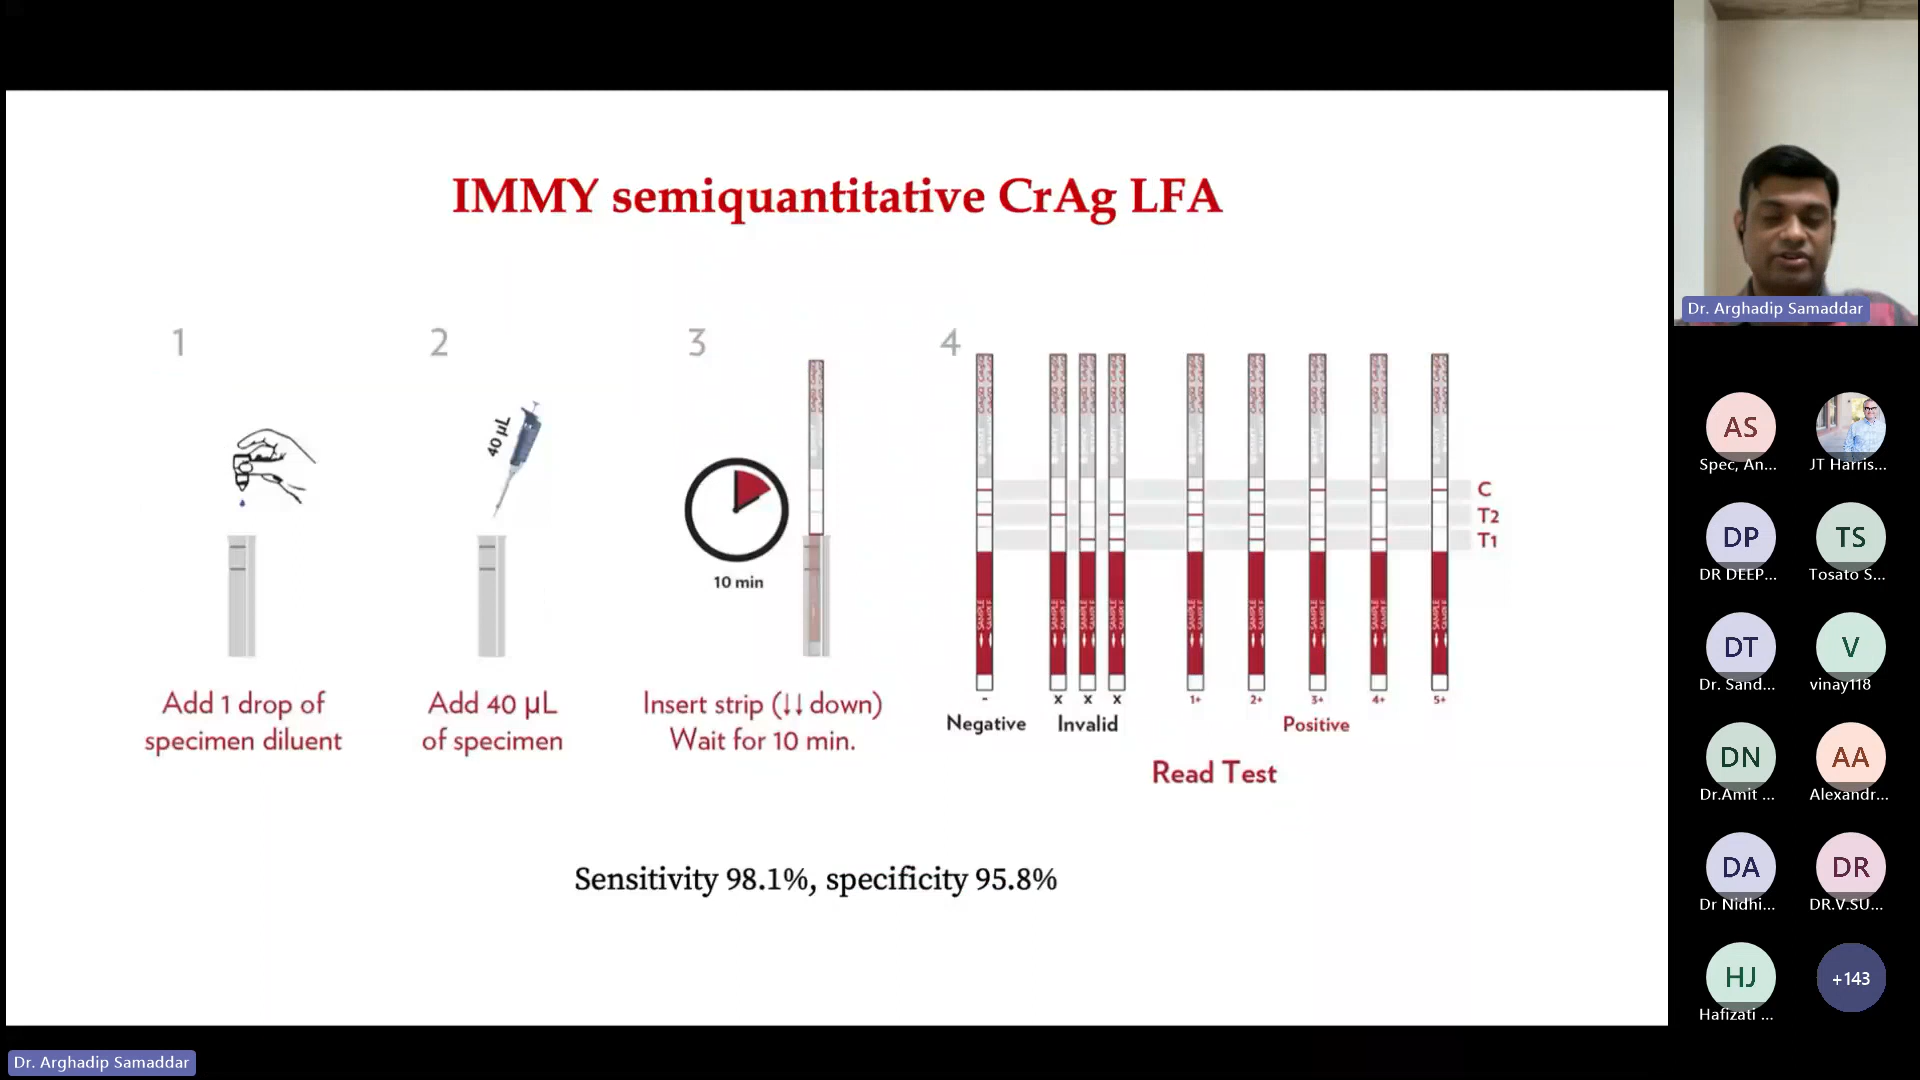 IMMY semiquantitative CrAg LFA
1
2
3
4
40 µL
10 min
C
T2
T1
SAMPLE
- x x x 1+ 2+ 3+ 4+ 5+
Negative Invalid Positive
Add 1 drop of
specimen diluent
Add 40 µL
of specimen
Insert strip (↓↓ down)
Wait for 10 min.
Read Test
Sensitivity 98.1%, specificity 95.8%
Dr. Arghadip Samaddar
Dr. Arghadip Samaddar
AS
Spec, An...
JT Harris...
DP
DR DEEP...
TS
Tosato S...
DT
Dr. Sand...
V
vinay118
DN
Dr.Amit ...
AA
Alexandr...
DA
Dr Nidhi...
DR
DR.V.SU...
HJ
Hafizati ...
+143